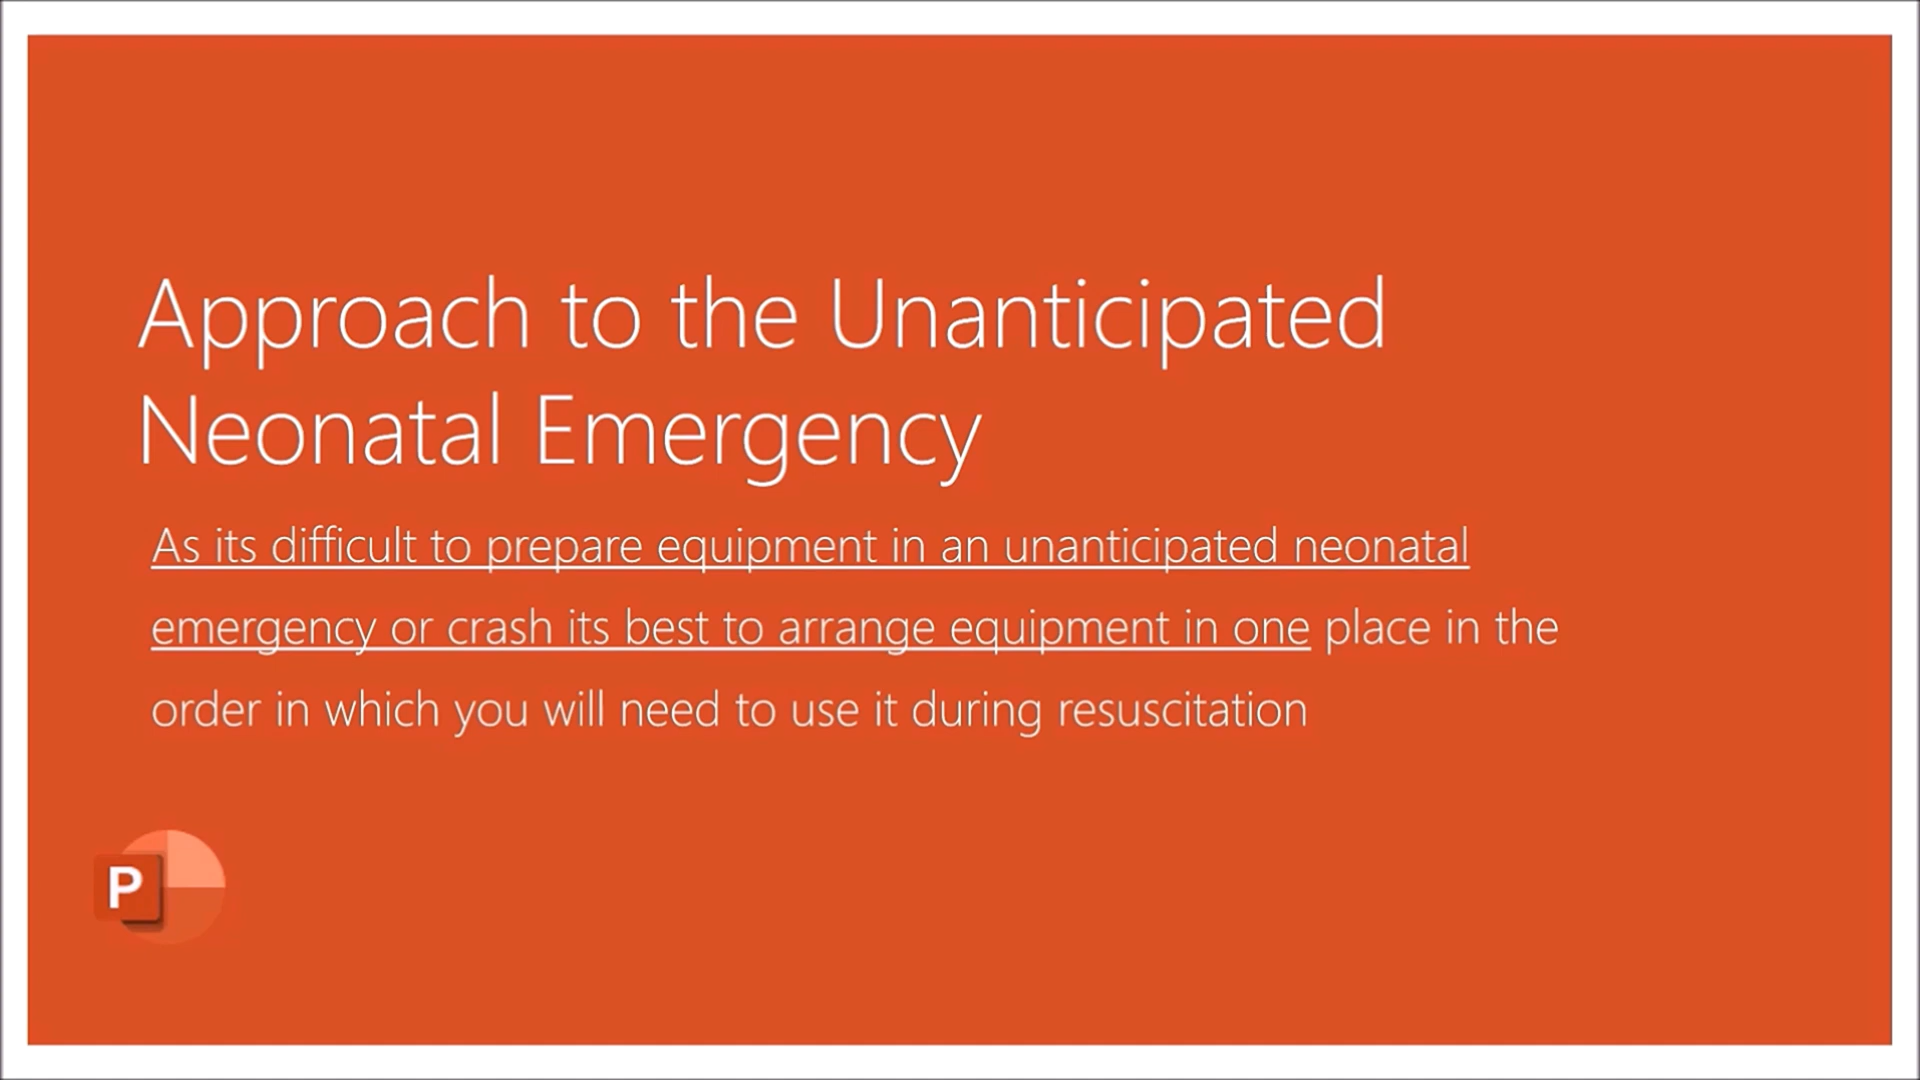 Approach to the Unanticipated
Neonatal Emergency
As its difficult to prepare equipment in an unanticipated neonatal
emergency or crash its best to arrange equipment in one place in the
order in which you will need to use it during resuscitation
P